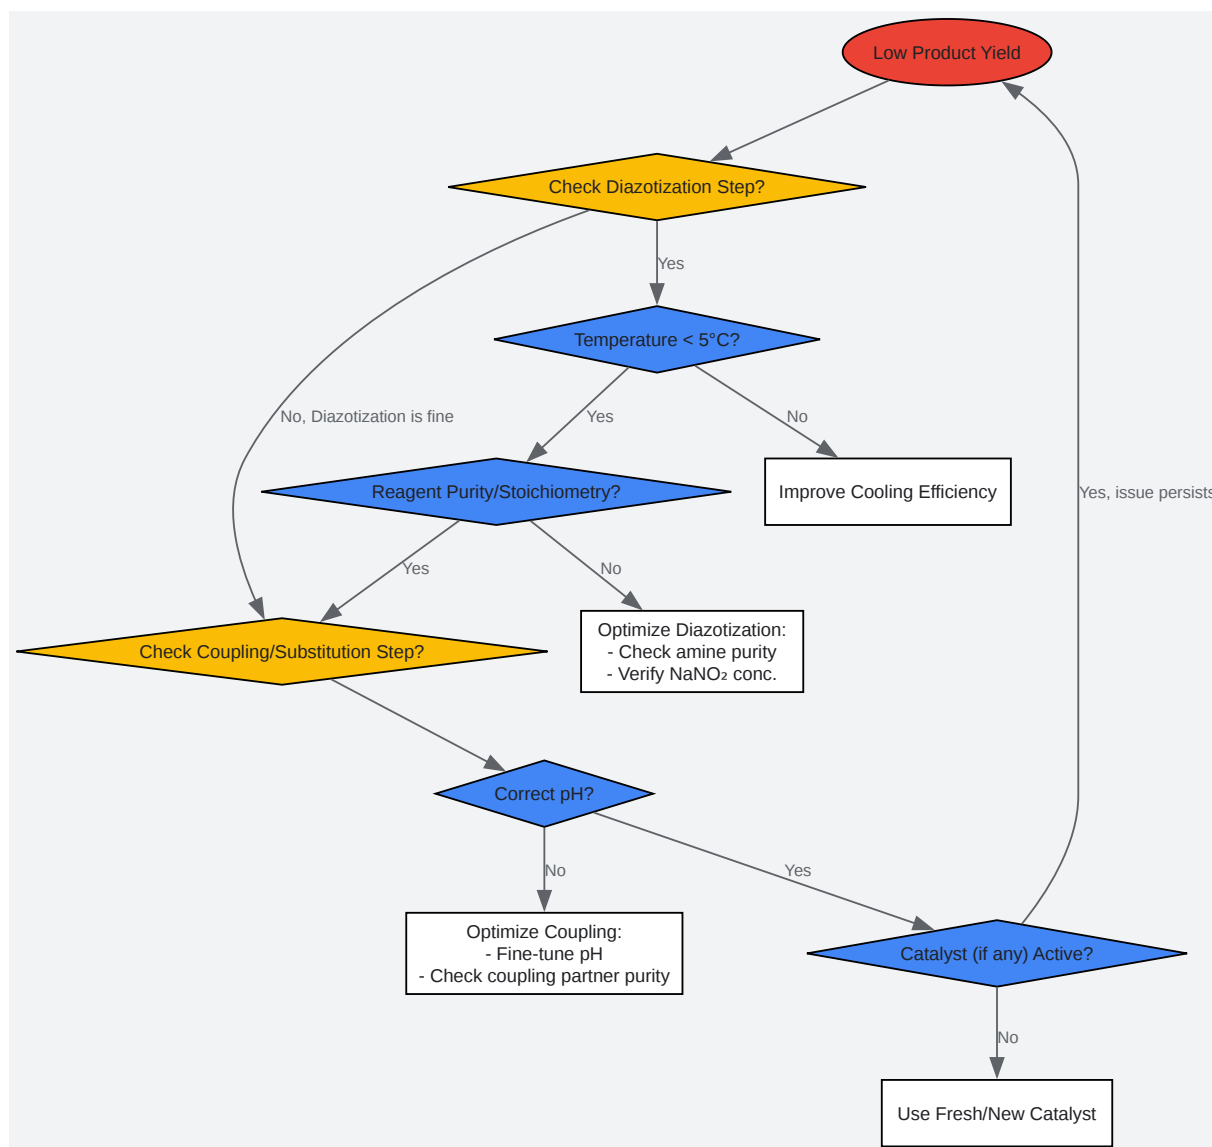 Low Product Yield
Check Diazotization Step?
Yes
Temperature < 5°C?
No, Diazotization is fine
Yes
No
Reagent Purity/Stoichiometry?
Improve Cooling Efficiency
Yes, issue persists
Yes
No
Optimize Diazotization:
- Check amine purity
- Verify NaNO₂ conc.
Check Coupling/Substitution Step?
Correct pH?
No
Yes
Optimize Coupling:
- Fine-tune pH
- Check coupling partner purity
Catalyst (if any) Active?
No
Use Fresh/New Catalyst